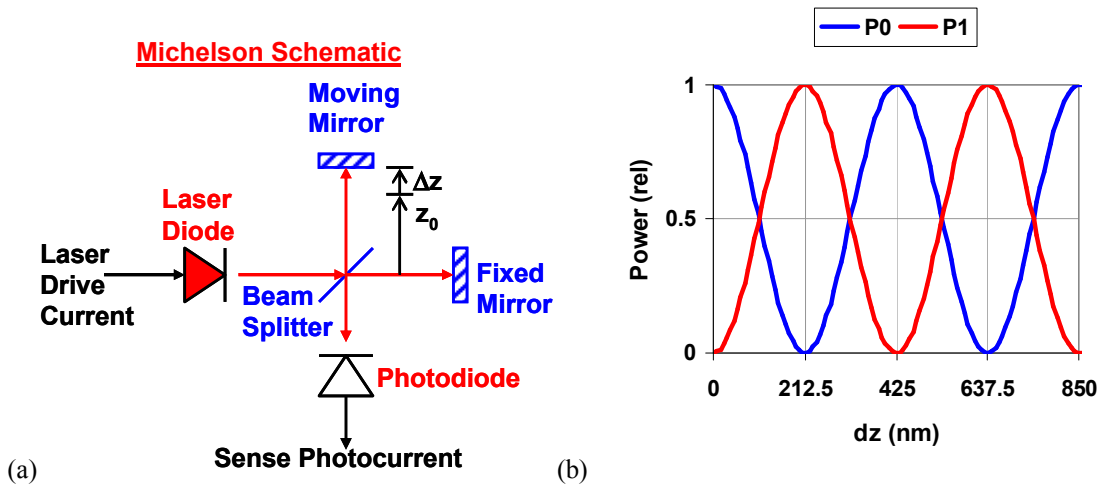 Michelson Schematic
Moving
Mirror
Δz
z0
Laser
Diode
Laser
Drive
Current
Beam
Splitter
Fixed
Mirror
Photodiode
Sense Photocurrent
(a)
P0 P1
Power (rel)
1
0.5
0
0 212.5 425 637.5 850
dz (nm)
(b)